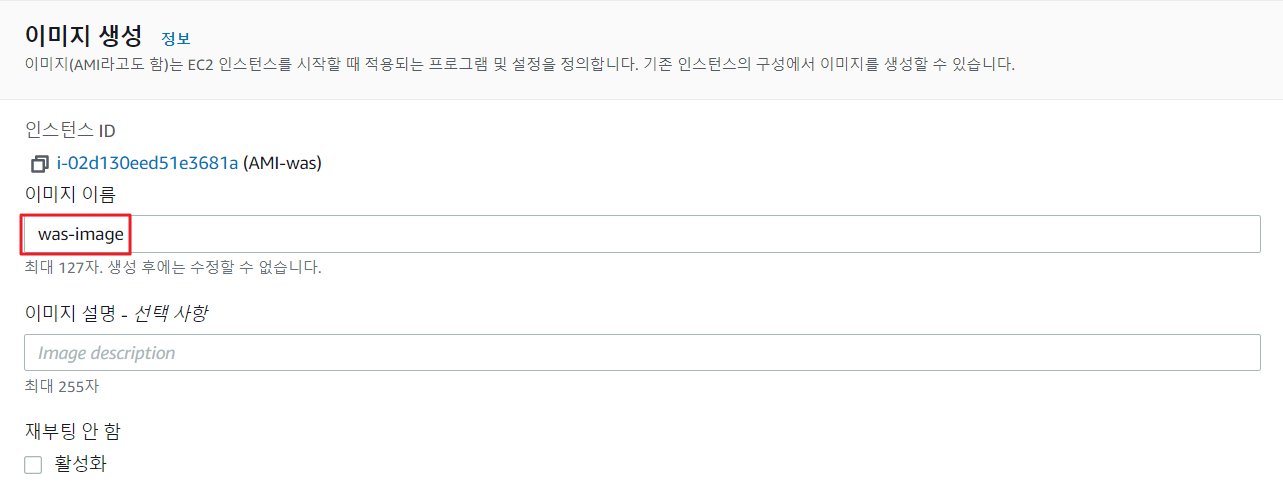 이미지 생성 정보
이미지(AMI라고도 함)는 EC2 인스턴스를 시작할 때 적용되는 프로그램 및 설정을 정의합니다. 기존 인스턴스의 구성에서 이미지를 생성할 수 있습니다.
인스턴스 ID
i-02d130eed51e3681a (AMI-was)
이미지 이름
was-image
최대 127자. 생성 후에는 수정할 수 없습니다.
이미지 설명 - 선택 사항
Image description
최대 255자
재부팅 안 함
활성화